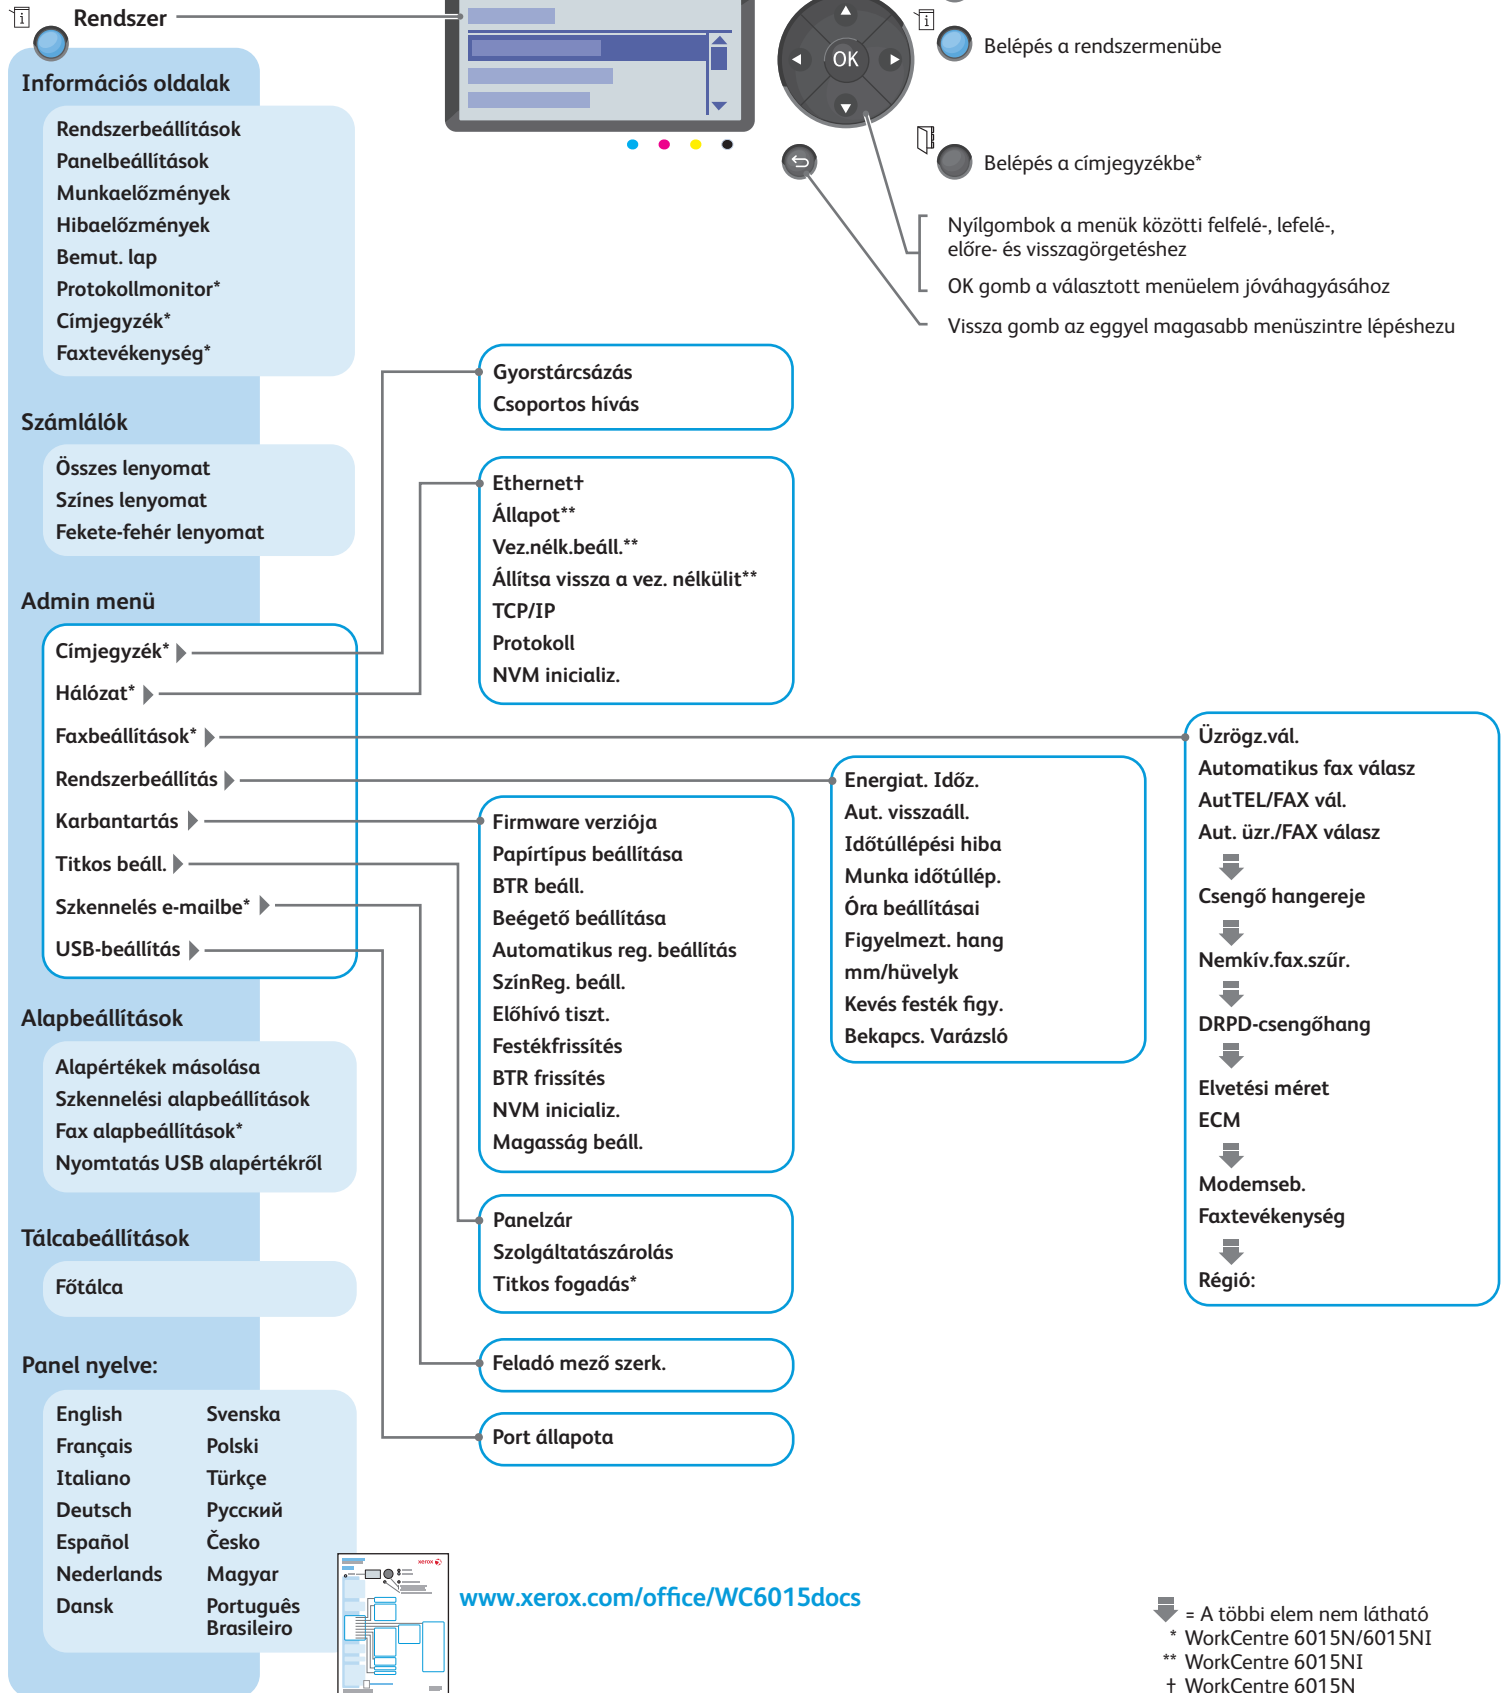 Rendszer
Információs oldalak
Rendszerbeállítások
Panelbeállítások
Munkaelőzmények
Hibaelőzmények
Bemut. lap
Protokollmonitor*
Címjegyzék*
Faxtevékenység*
Számlálók
Összes lenyomat
Színes lenyomat
Fekete-fehér lenyomat
Admin menü
Címjegyzék*
Hálózat*
Faxbeállítások*
Rendszerbeállítás
Karbantartás
Titkos beáll.
Szkennelés e-mailbe*
USB-beállítás
Alapbeállítások
Alapértékek másolása
Szkennelési alapbeállítások
Fax alapbeállítások*
Nyomtatás USB alapértékről
Tálcabeállítások
Főtálca
Panel nyelve:
English
Français
Italiano
Deutsch
Español
Nederlands
Dansk
Svenska
Polski
Türkçe
Русский
Česko
Magyar
Português
Brasileiro
OK
Belépés a rendszermenübe
Belépés a címjegyzékbe*
Nyílgombok a menük közötti felfelé-, lefelé-,
előre- és visszagörgetéshez
OK gomb a választott menüelem jóváhagyásához
Vissza gomb az eggyel magasabb menüszintre lépéshezu
Gyorstárcsázás
Csoportos hívás
Ethernet†
Állapot**
Vez.nélk.beáll.**
Állítsa vissza a vez. nélkülit**
TCP/IP
Protokoll
NVM inicializ.
Firmware verziója
Papírtípus beállítása
BTR beáll.
Beégető beállítása
Automatikus reg. beállítás
SzínReg. beáll.
Előhívó tiszt.
Festékfrissítés
BTR frissítés
NVM inicializ.
Magasság beáll.
Panelzár
Szolgáltatászárolás
Titkos fogadás*
Feladó mező szerk.
Port állapota
Energiat. Időz.
Aut. visszaáll.
Időtúllépési hiba
Munka időtúllép.
Óra beállításai
Figyelmezt. hang
mm/hüvelyk
Kevés festék figy.
Bekapcs. Varázsló
Üzrögz.vál.
Automatikus fax válasz
AutTEL/FAX vál.
Aut. üzr./FAX válasz
Csengő hangereje
Nemkív.fax.szűr.
DRPD-csengőhang
Elvetési méret
ECM
Modemseb.
Faxtevékenység
Régió:
xerox
www.xerox.com/office/WC6015docs
= A többi elem nem látható
* WorkCentre 6015N/6015NI
** WorkCentre 6015NI
† WorkCentre 6015N